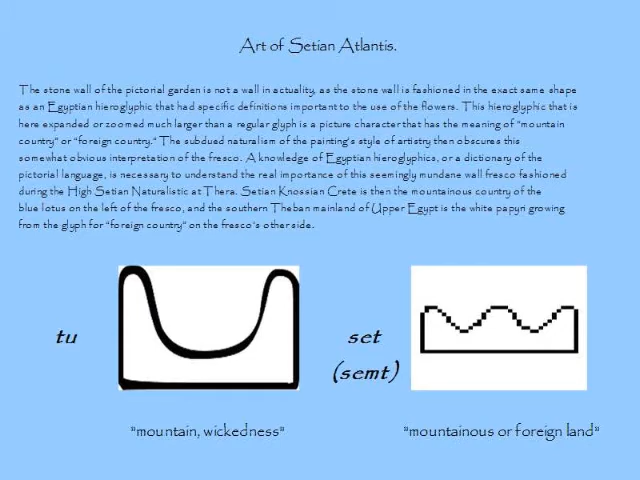 Art of Setian Atlantis.
The stone wall of the pictorial garden is not a wall in actuality, as the stone wall is fashioned in the exact same shape
as an Egyptian hieroglyphic that had specific definitions important to the use of the flowers. This hieroglyphic that is
here expanded or zoomed much larger than a regular glyph is a picture character that has the meaning of "mountain
country" or "foreign country." The subdued naturalism of the painting's style of artistry then obscures this
somewhat obvious interpretation of the fresco. A knowledge of Egyptian hieroglyphics, or a dictionary of the
pictorial language, is necessary to understand the real importance of this seemingly mundane wall fresco fashioned
during the High Setian Naturalistic at Thera. Setian Knossian Crete is then the mountainous country of the
blue lotus on the left of the fresco, and the southern Theban mainland of Upper Egypt is the white papyri growing
from the glyph for "foreign country" on the fresco's other side.
tu
set
(semt)
"mountain, wickedness"
"mountainous or foreign land"